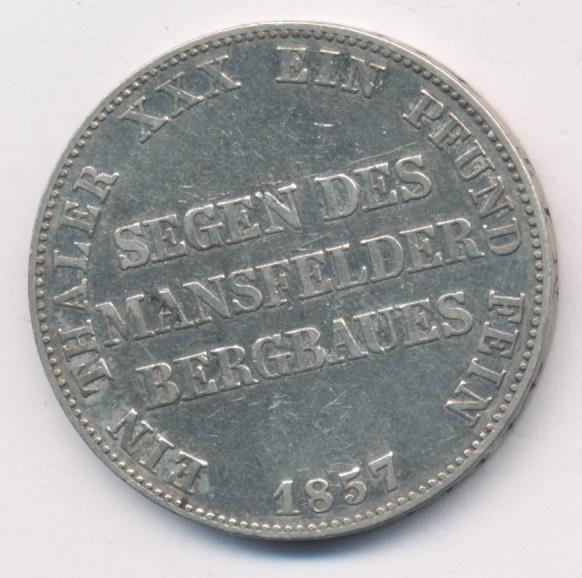 EIN THALER XXX EIN PFUND FEIN
SEGEN DES
MANSFELDER
BERGBAUES
1857